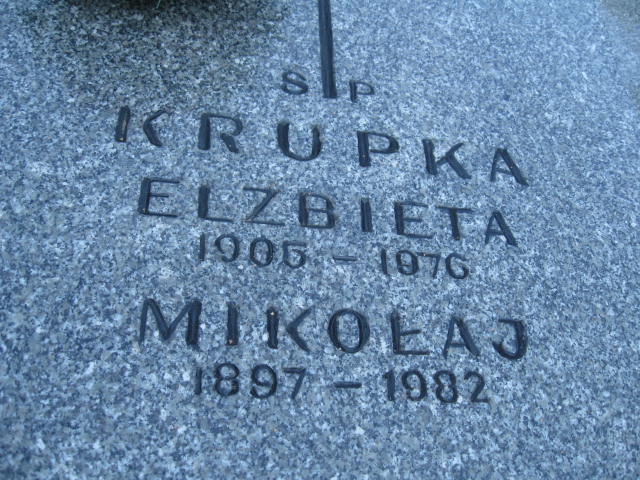 S P
KRUPKA
ELZBIETA
1905 - 1976
MIKOŁAJ
1897 - 1982